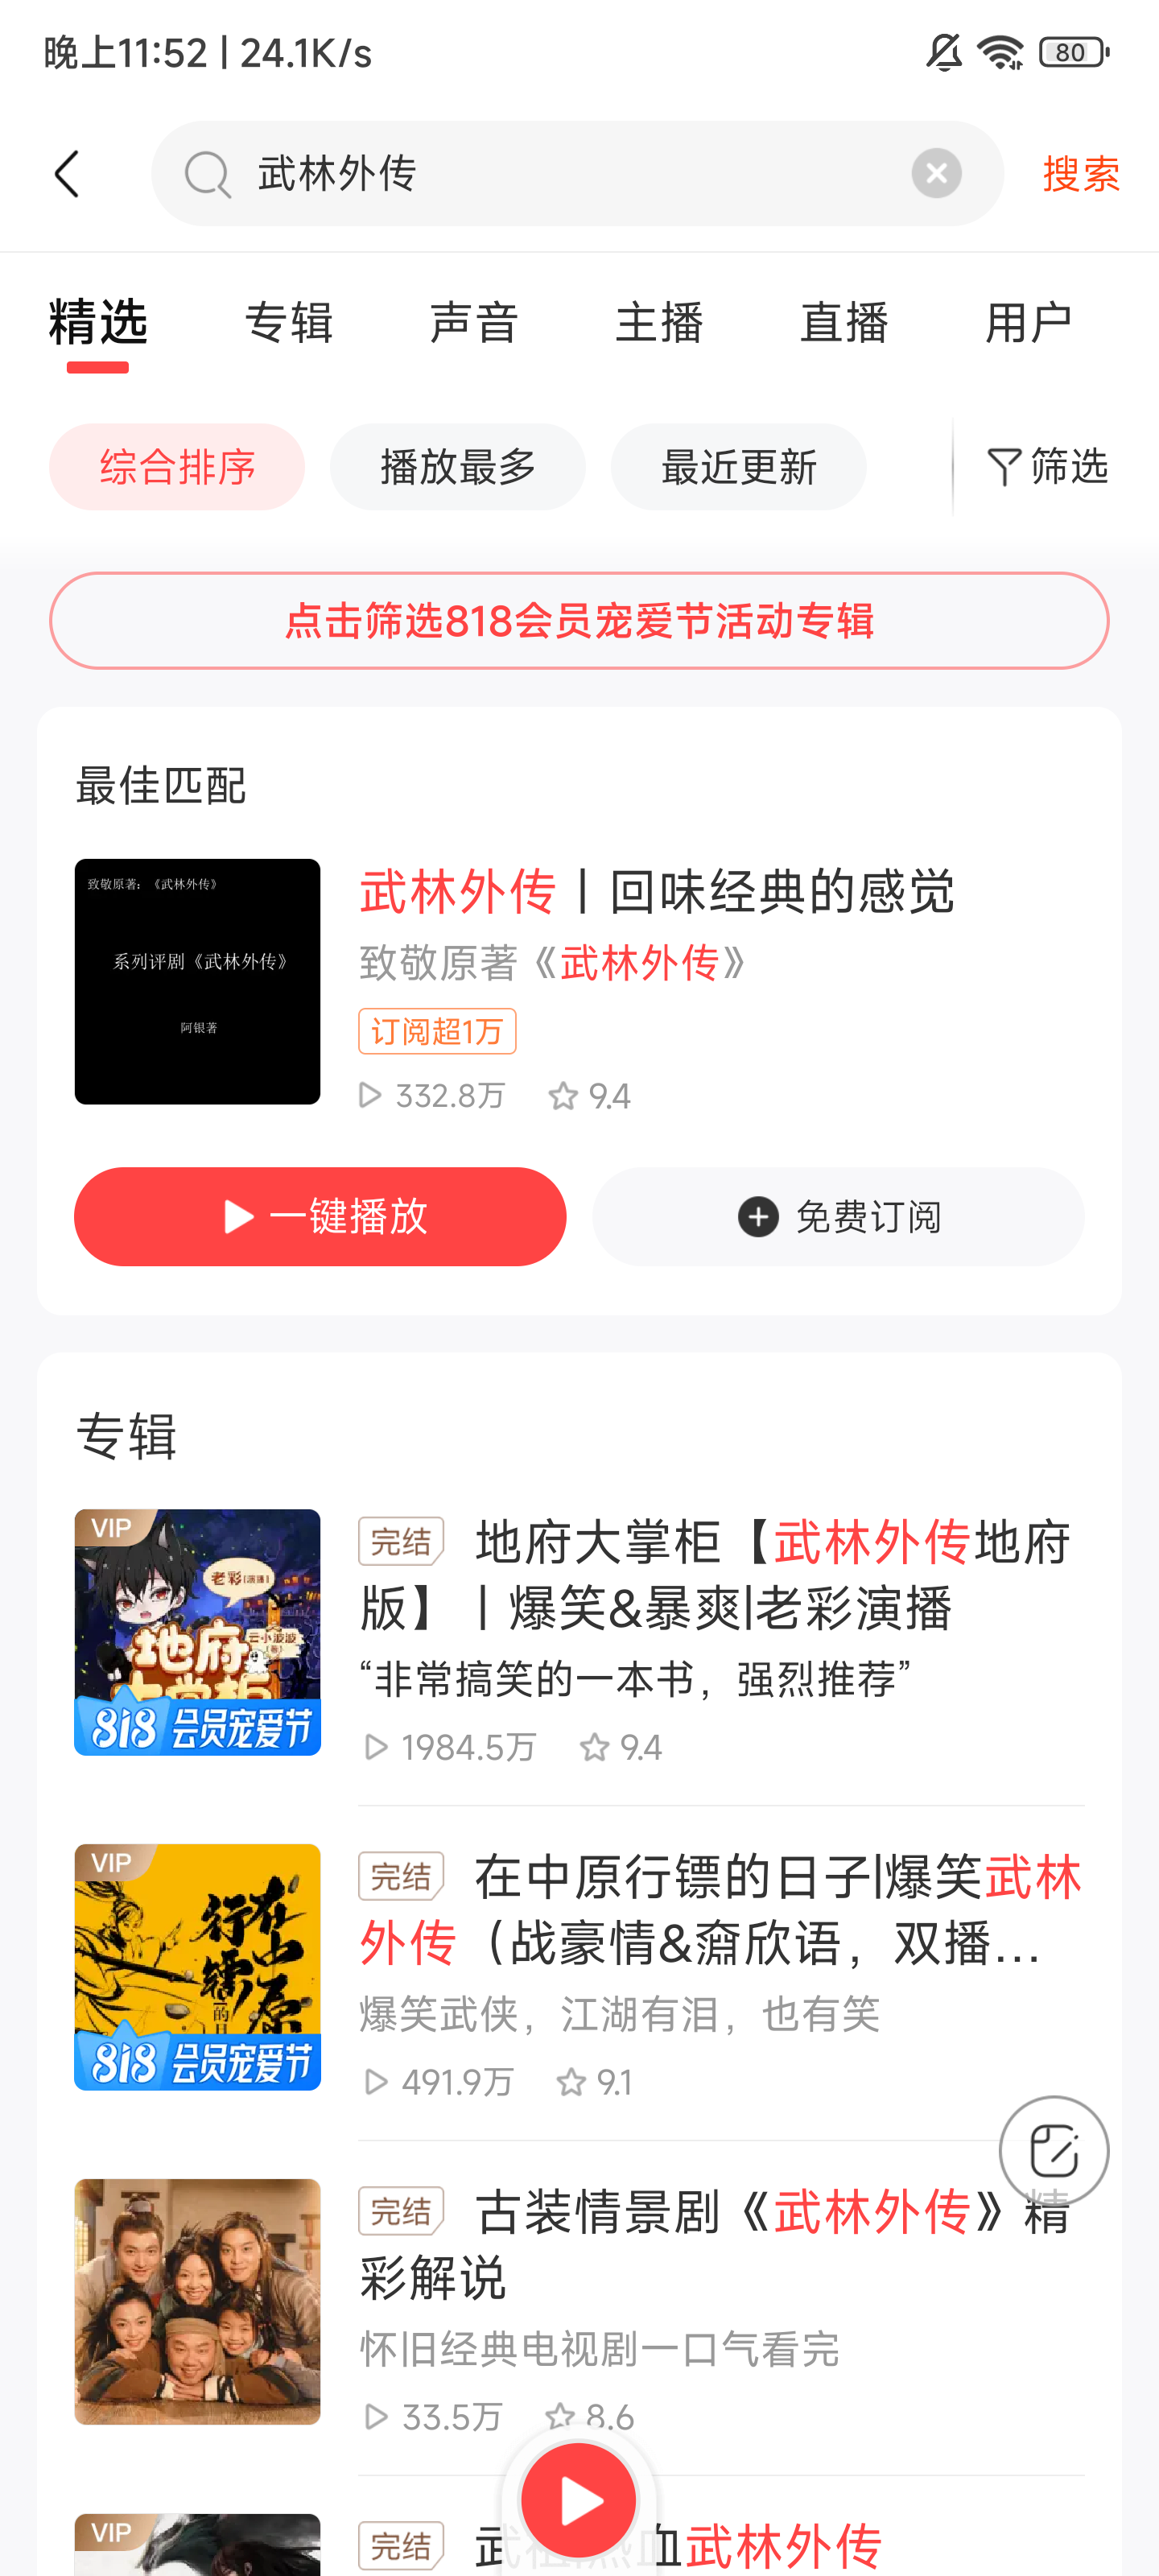 晚上11:52 | 24.1K/s
80
武林外传
搜索
精选 专辑 声音 主播 直播 用户
综合排序 播放最多 最近更新 筛选
点击筛选818会员宠爱节活动专辑
最佳匹配
致敬原著：《武林外传》
系列评剧《武林外传》
阿银著
武林外传丨回味经典的感觉
致敬原著《武林外传》
订阅超1万
332.8万 9.4
一键播放 免费订阅
专辑
VIP
老彩(演播)
地府
大掌柜
三小波波
(著)
818 会员宠爱节
完结 地府大掌柜【武林外传地府
版】丨爆笑&暴爽|老彩演播
“非常搞笑的一本书，强烈推荐”
1984.5万 9.4
VIP
在中原
行镖
的日
818 会员宠爱节
完结 在中原行镖的日子|爆笑武林
外传（战豪情&齌欣语，双播...
爆笑武侠，江湖有泪，也有笑
491.9万 9.1
完结 古装情景剧《武林外传》精
彩解说
怀旧经典电视剧一口气看完
33.5万 8.6
VIP
完结 武 血武林外传